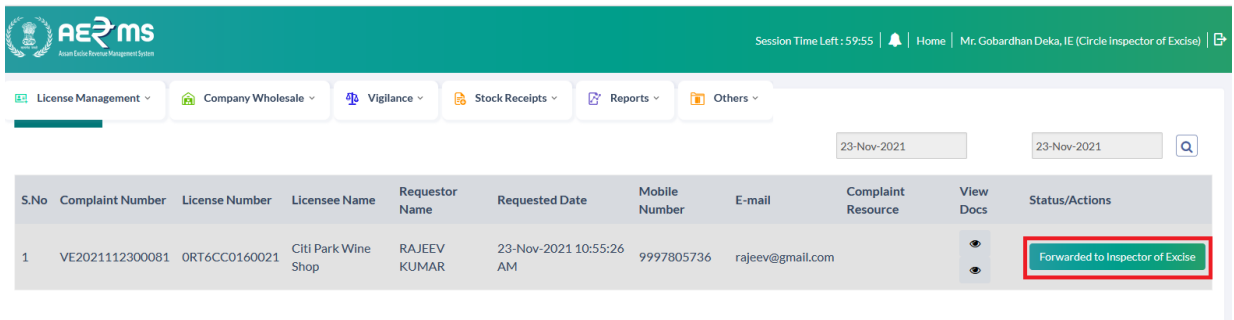 AERMS
Assam Excise Revenue Management System
Session Time Left : 59:55 | Home | Mr. Gobardhan Deka, IE (Circle inspector of Excise)
License Management Company Wholesale Vigilance Stock Receipts Reports Others
23-Nov-2021 23-Nov-2021
S.No Complaint Number License Number Licensee Name Requestor Name Requested Date Mobile Number E-mail Complaint Resource View Docs Status/Actions
1 VE2021112300081 0RT6CC0160021 Citi Park Wine Shop RAJEEV KUMAR 23-Nov-2021 10:55:26 AM 9997805736 rajeev@gmail.com Forwarded to Inspector of Excise